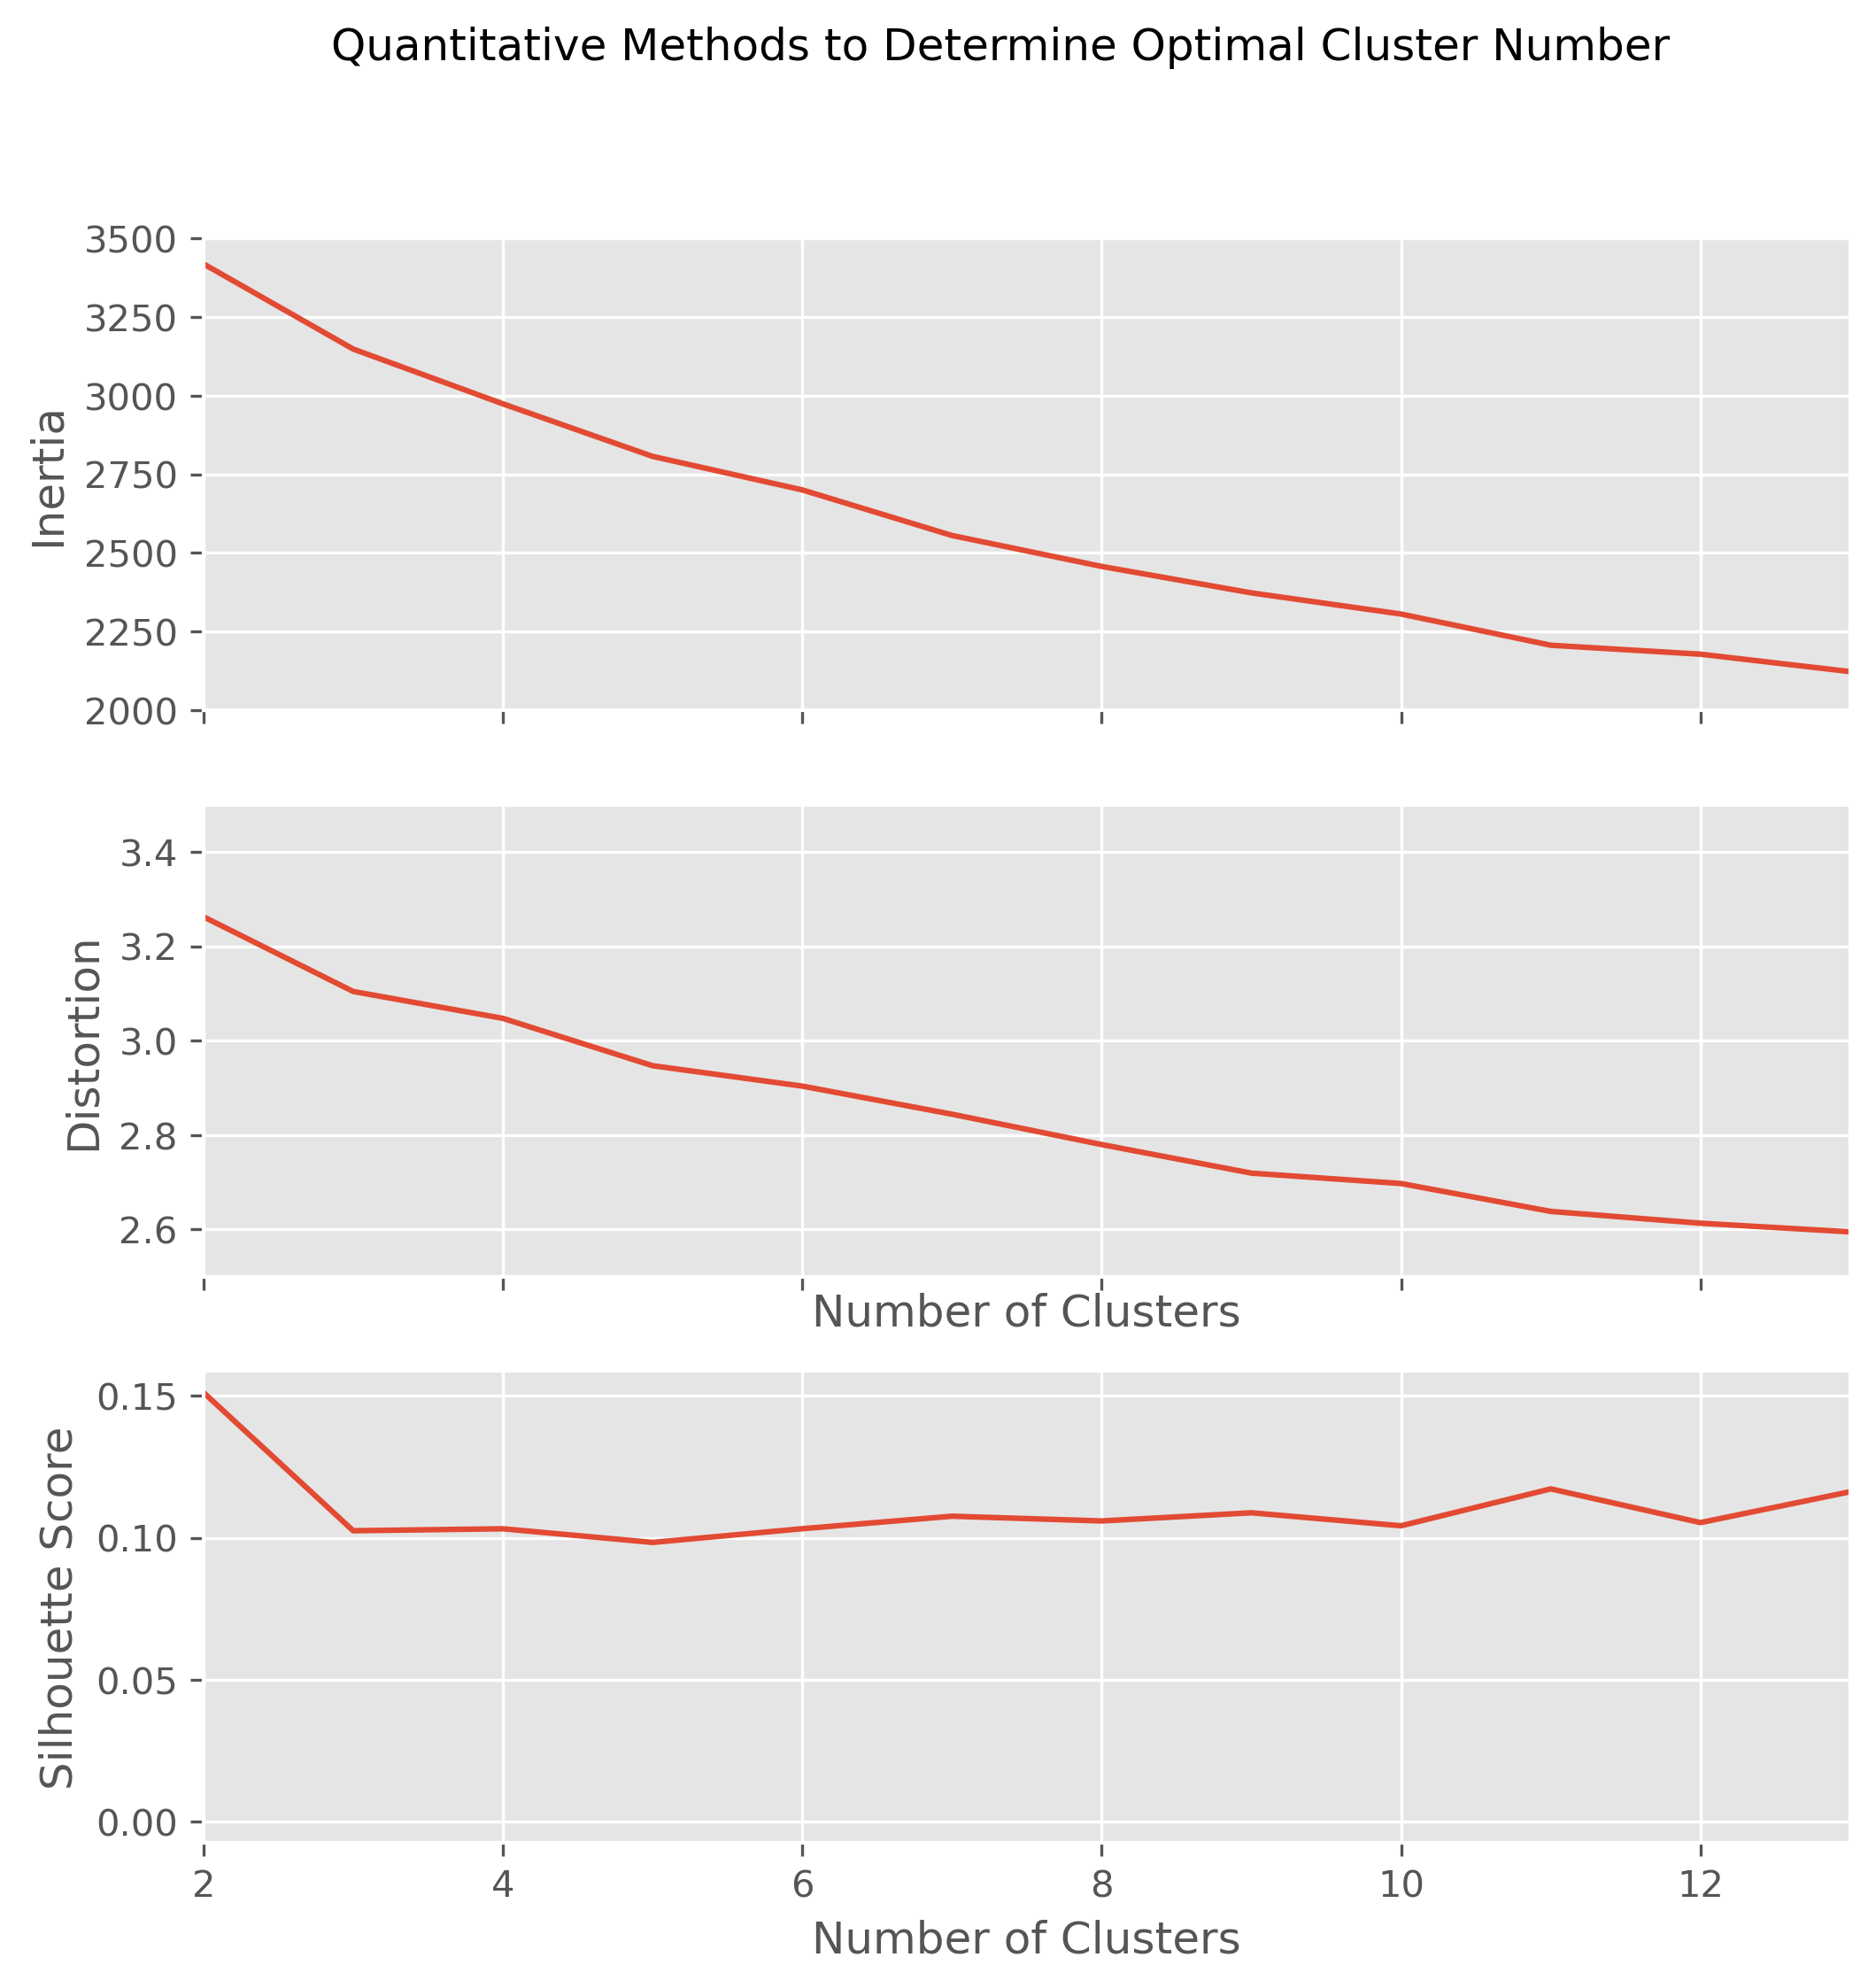 Quantitative Methods to Determine Optimal Cluster Number
3500
3250
3000
2750
2500
2250
2000
Inertia
3.4
3.2
3.0
2.8
2.6
Distortion
Number of Clusters
0.15
0.10
0.05
0.00
Silhouette Score
2 4 6 8 10 12
Number of Clusters